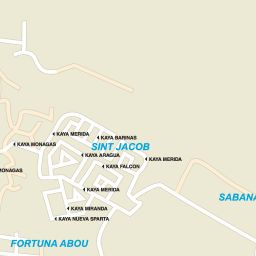 KAYA MERIDA
KAYA BARINAS
KAYA MONAGAS
SINT JACOB
KAYA ARAGUA
KAYA MERIDA
KAYA FALCON
MONAGAS
KAYA MERIDA
SABANA
KAYA MIRANDA
KAYA NUEVA SPARTA
FORTUNA ABOU